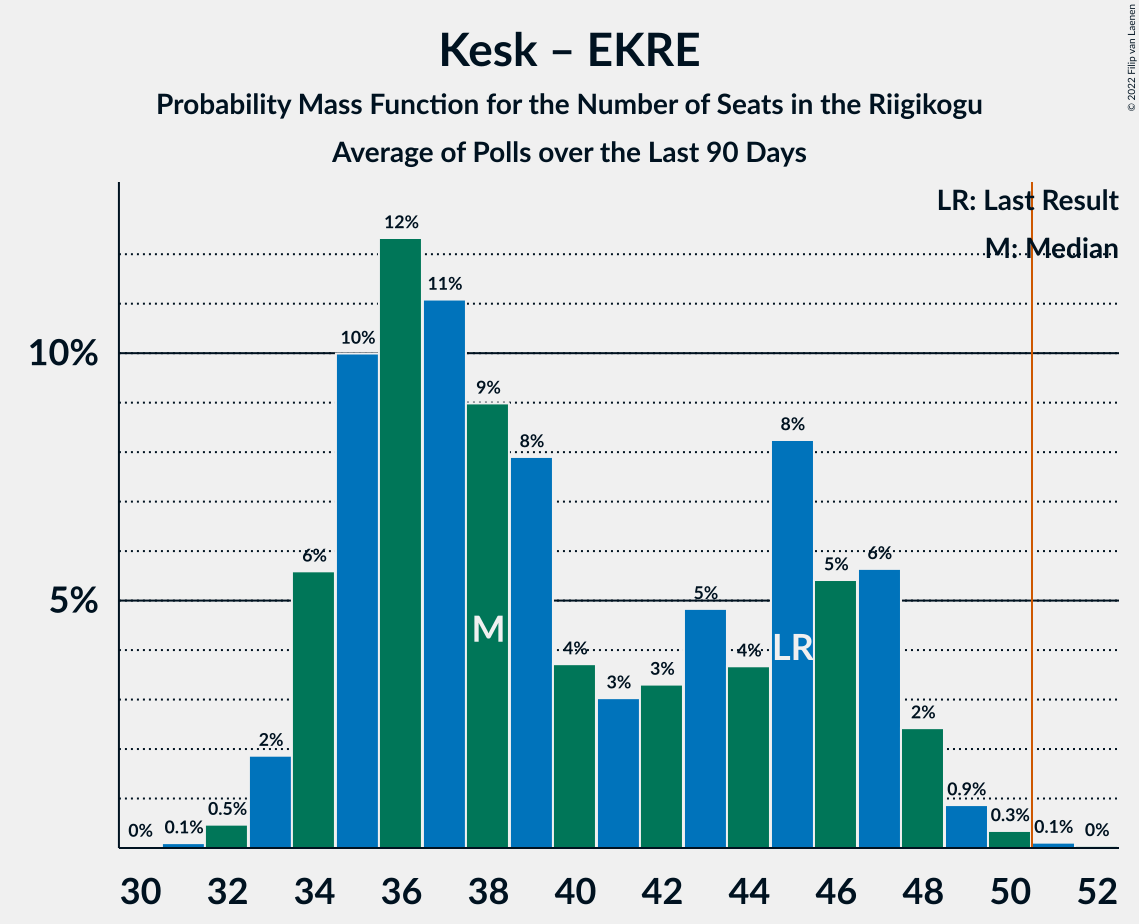 Kesk – EKRE
Probability Mass Function for the Number of Seats in the Riigikogu
Average of Polls over the Last 90 Days
© 2022 Filip van Laenen
LR: Last Result
M: Median
10%
5%
0%
0.1%
0.5%
2%
6%
10%
12%
11%
9%
8%
4%
3%
3%
5%
4%
8%
5%
6%
2%
0.9%
0.3%
0.1%
0%
M
LR
30 32 34 36 38 40 42 44 46 48 50 52